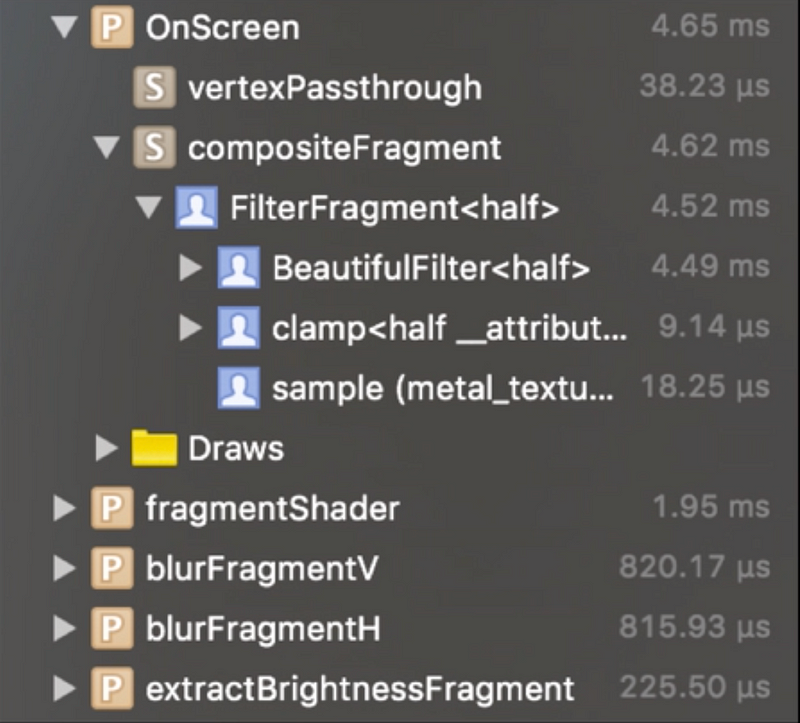 P OnScreen 4.65 ms
S vertexPassthrough 38.23 µs
S compositeFragment 4.62 ms
FilterFragment<half> 4.52 ms
BeautifulFilter<half> 4.49 ms
clamp<half __attribut... 9.14 µs
sample (metal_textu... 18.25 µs
Draws
P fragmentShader 1.95 ms
P blurFragmentV 820.17 µs
P blurFragmentH 815.93 µs
P extractBrightnessFragment 225.50 µs